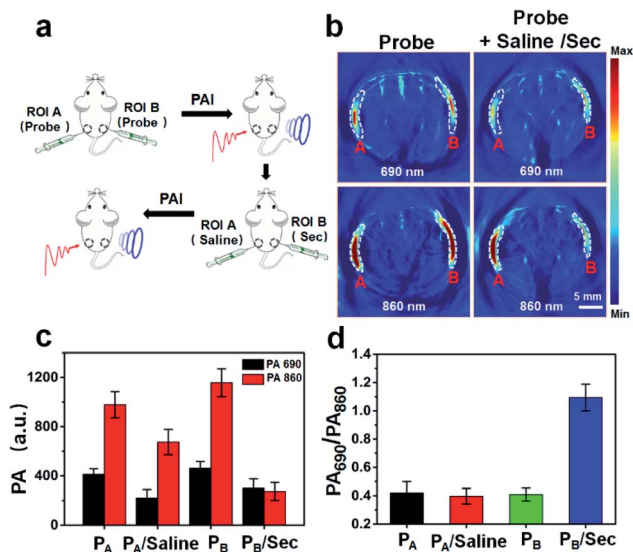 a
ROI A
(Probe )
ROI B
(Probe)
PAI
PAI
ROI A
( Saline)
ROI B
( Sec)
b
Probe
Probe
+ Saline /Sec
A
B
690 nm
A
B
690 nm
A
B
860 nm
A
B
860 nm
5 mm
Max
Min
c
PA (a.u.)
1200
800
400
0
PA 690
PA 860
PA
PA/Saline
PB
PB/Sec
d
PA690/PA860
1.4
1.2
1.0
0.8
0.6
0.4
0.2
PA
PA/Saline
PB
PB/Sec